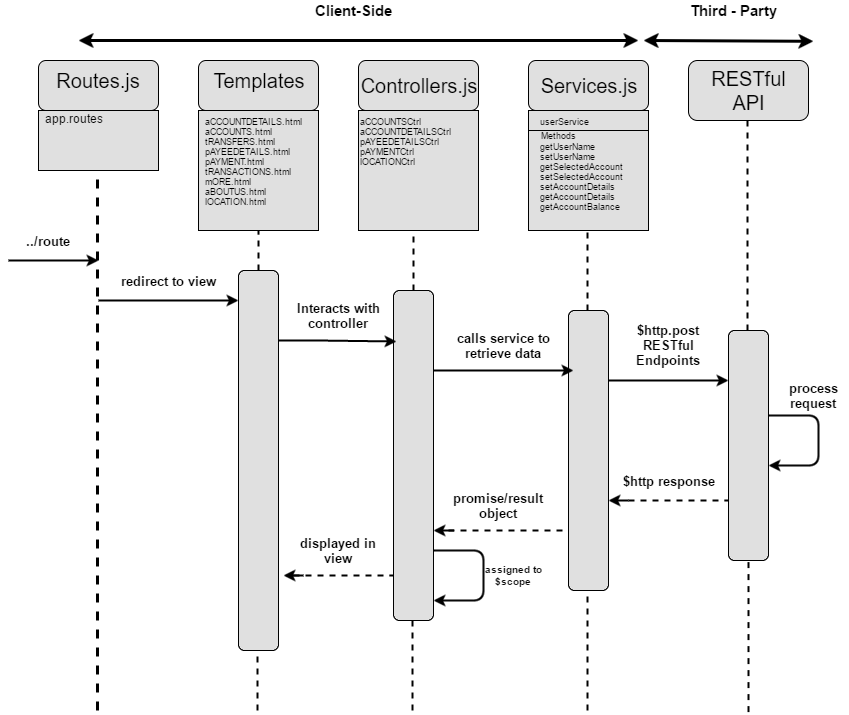 Client-Side
Third - Party
Routes.js
app.routes
Templates
aCCOUNTDETAILS.html
aCCOUNTS.html
tRANSFERS.html
pAYEEDETAILS.html
pAYMENT.html
tRANSACTIONS.html
mORE.html
aBOUTUS.html
lOCATION.html
Controllers.js
aCCOUNTSCtrl
aCCOUNTDETAILSCtrl
pAYEEDETAILSCtrl
pAYMENTCtrl
lOCATIONCtrl
Services.js
userService
Methods
getUserName
setUserName
getSelectedAccount
setSelectedAccount
setAccountDetails
getAccountDetails
getAccountBalance
RESTful
API
../route
redirect to view
Interacts with
controller
calls service to
retrieve data
$http.post
RESTful
Endpoints
process
request
$http response
promise/result
object
displayed in
view
assigned to
$scope